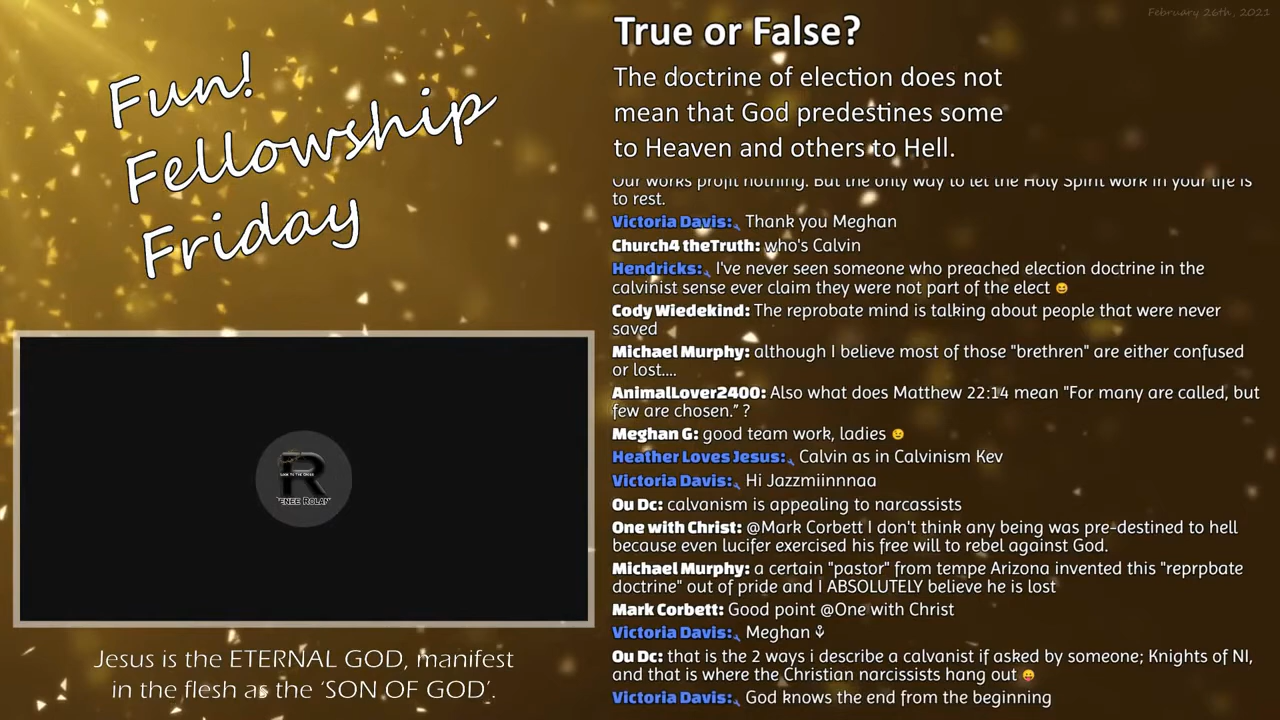 February 26th, 2021
Fun!
Fellowship
Friday
True or False?
The doctrine of election does not
mean that God predestines some
to Heaven and others to Hell.
Our works profit nothing. But the only way to let the Holy Spirit work in your life is
to rest.
Victoria Davis: Thank you Meghan
Church4 theTruth: who's Calvin
Hendricks: I've never seen someone who preached election doctrine in the
calvinist sense ever claim they were not part of the elect 😄
Cody Wiedekind: The reprobate mind is talking about people that were never
saved
Michael Murphy: although I believe most of those "brethren" are either confused
or lost....
AnimalLover2400: Also what does Matthew 22:14 mean "For many are called, but
few are chosen." ?
Meghan G: good team work, ladies 😉
Heather Loves Jesus: Calvin as in Calvinism Kev
Victoria Davis: Hi Jazzmiinnnaa
Ou Dc: calvanism is appealing to narcassists
One with Christ: @Mark Corbett I don't think any being was pre-destined to hell
because even lucifer exercised his free will to rebel against God.
Michael Murphy: a certain "pastor" from tempe Arizona invented this "reprpbate
doctrine" out of pride and I ABSOLUTELY believe he is lost
Mark Corbett: Good point @One with Christ
Victoria Davis: Meghan ⚓
Ou Dc: that is the 2 ways i describe a calvanist if asked by someone; Knights of NI,
and that is where the Christian narcissists hang out 😛
Victoria Davis: God knows the end from the beginning
R
LOOK TO THE CROSS
Jesus is the ETERNAL GOD, manifest
in the flesh as the ‘SON OF GOD’.